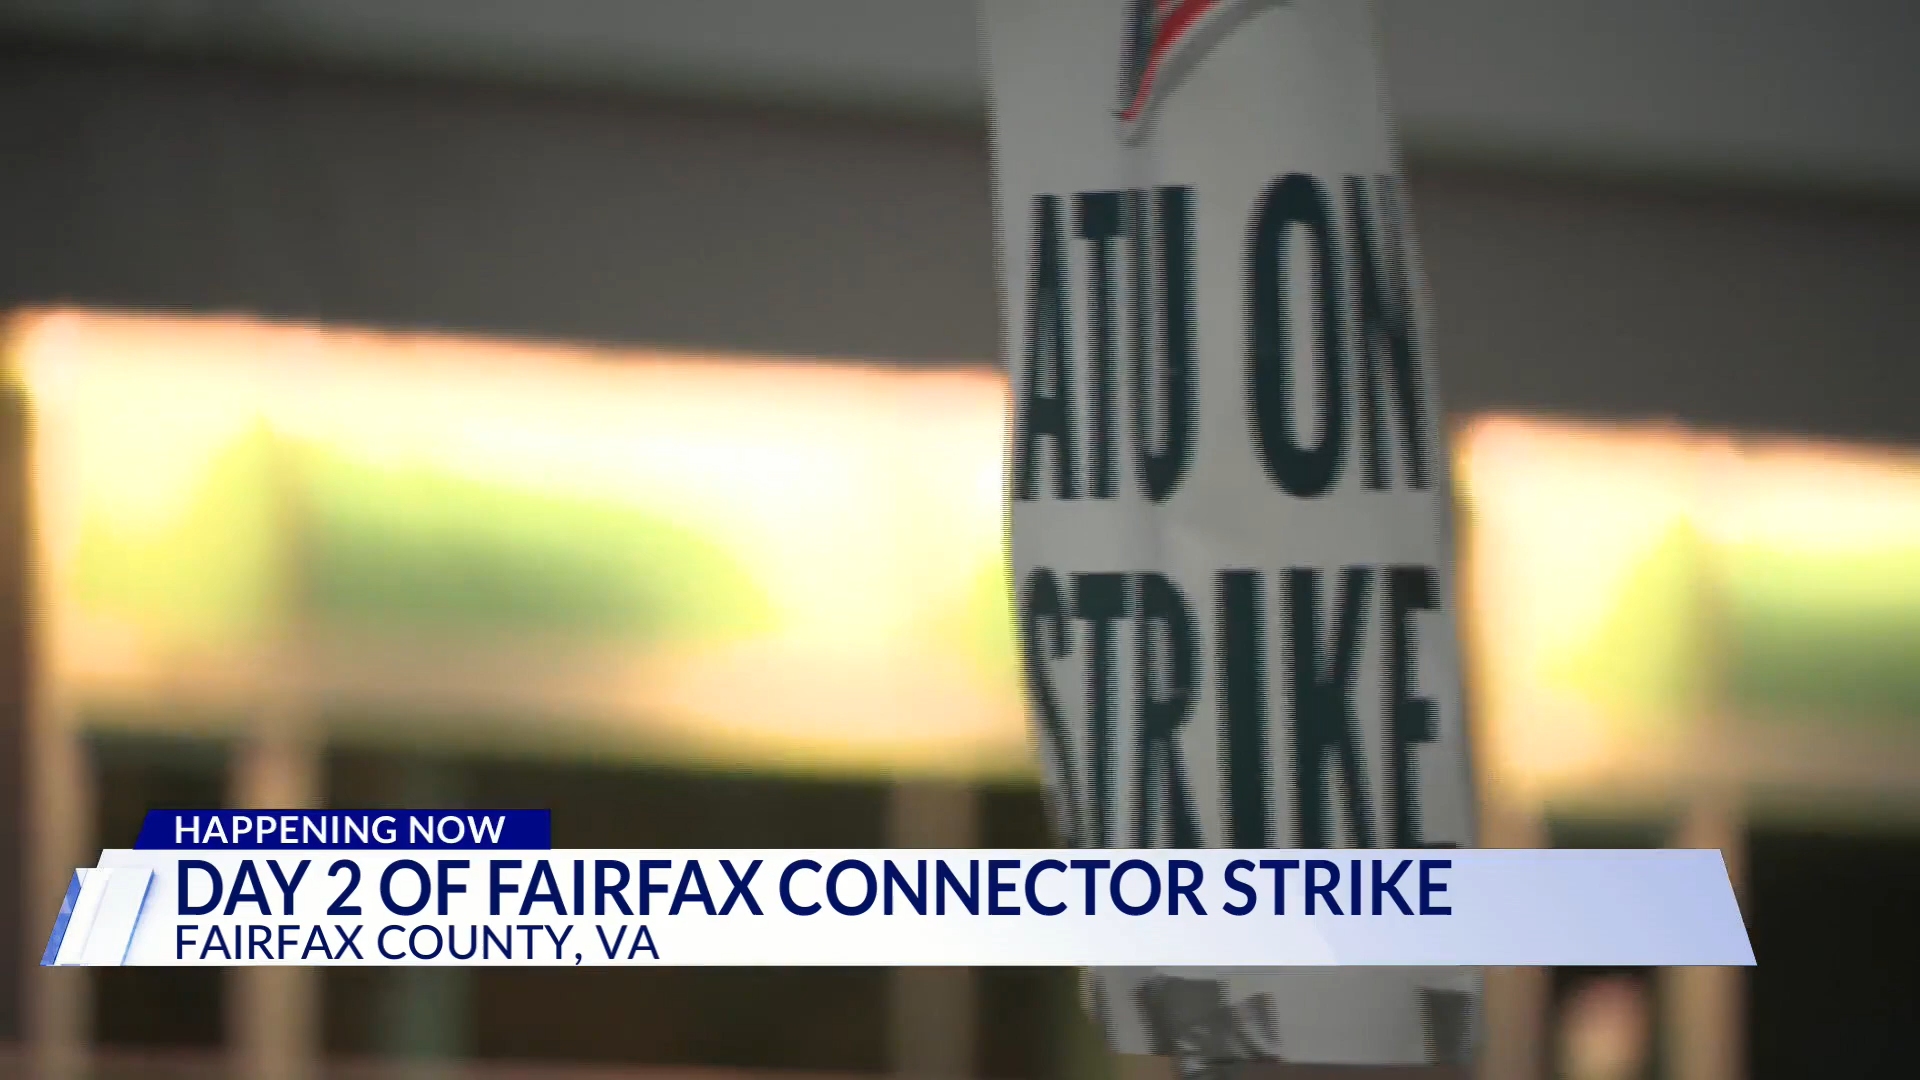 ATU ON
STRIKE
HAPPENING NOW
DAY 2 OF FAIRFAX CONNECTOR STRIKE
FAIRFAX COUNTY, VA